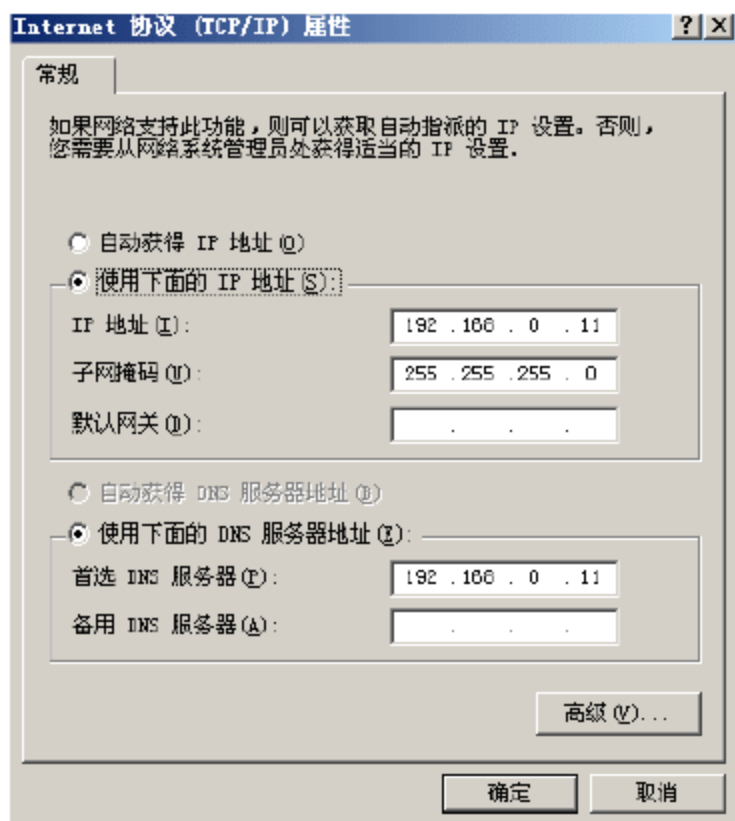 Internet 协议 (TCP/IP) 属性
常规
如果网络支持此功能，则可以获取自动指派的 IP 设置。否则，
您需要从网络系统管理员处获得适当的 IP 设置.
自动获得 IP 地址(O)
使用下面的 IP 地址(S):
IP 地址(I): 192 .168 . 0 . 11
子网掩码(U): 255 .255 .255 . 0
默认网关(D): . . .
自动获得 DNS 服务器地址(B)
使用下面的 DNS 服务器地址(E):
首选 DNS 服务器(P): 192 .168 . 0 . 11
备用 DNS 服务器(A): . . .
高级(V)...
确定 取消